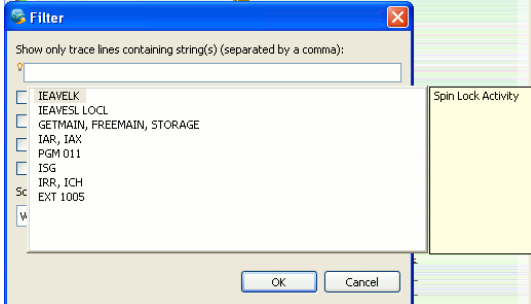 Filter
Show only trace lines containing string(s) (separated by a comma):
IEAVELK
Spin Lock Activity
IEAVESL LOCL
GETMAIN, FREEMAIN, STORAGE
IAR, IAX
PGM 011
ISG
IRR, ICH
EXT 1005
OK
Cancel